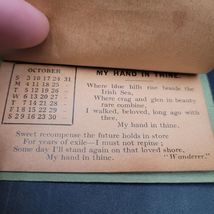 MY HAND IN THINE.
OCTOBER
S 3 10 17 24 31
M 4 11 18 25
T 5 12 19 26
W 6 13 20 27
T 7 14 21 28
F 1 8 15 22 29
S 2 9 16 23 30
Where blue hills rise beside the
Irish Sea,
Where crag and glen in beauty
rare combine,
I walked, beloved, long ago with
thee,
My hand in thine.
Sweet recompense the future holds in store
For years of exile—I must not repine;
Some day I'll stand again on that loved shore,
My hand in thine.
"Wanderer."